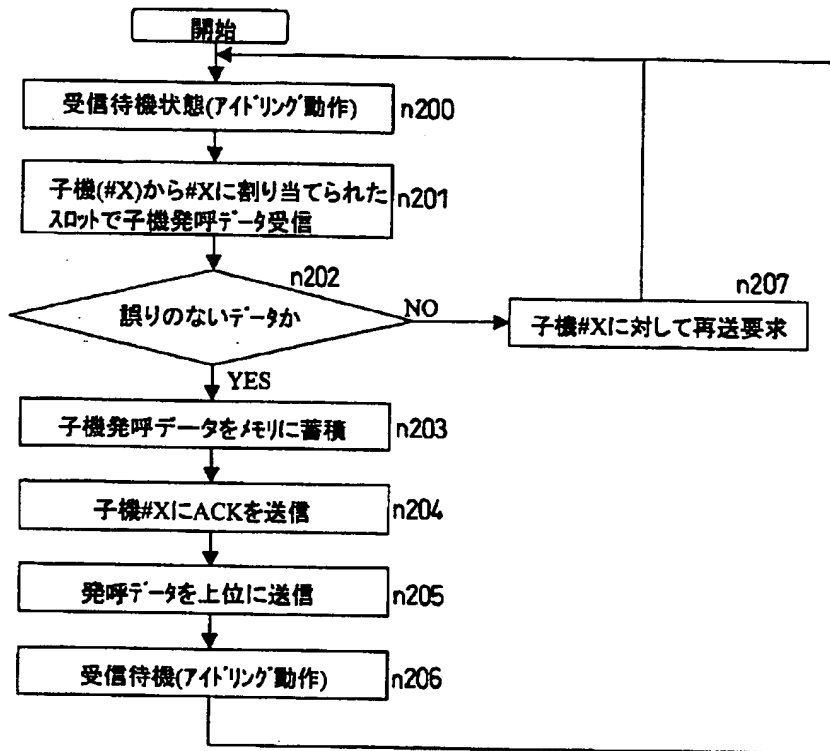 開始
受信待機状態(アイドリング動作)
n200
子機(#X)から#Xに割り当てられた
スロットで子機発呼データ受信
n201
n202
誤りのないデータか
NO
YES
n207
子機#Xに対して再送要求
子機発呼データをメモリに蓄積
n203
子機#XにACKを送信
n204
発呼データを上位に送信
n205
受信待機(アイドリング動作)
n206